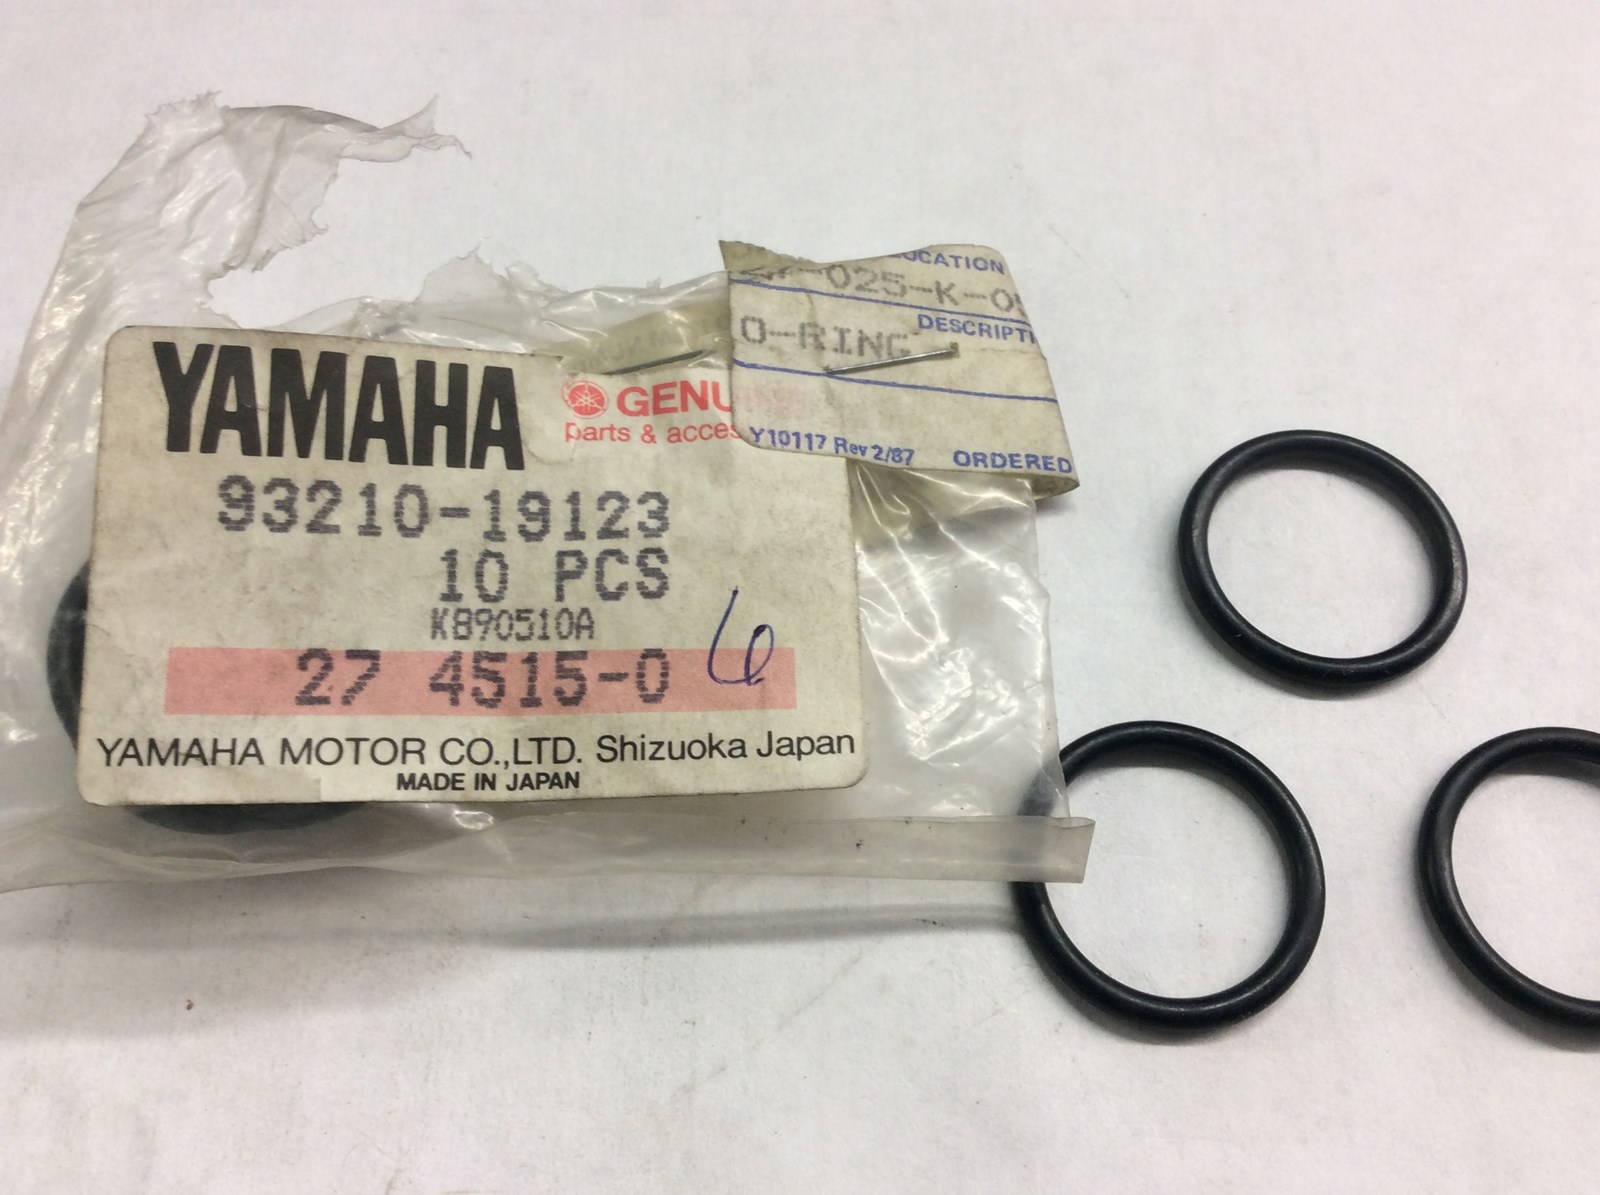 YAMAHA
GENU
parts & acces
93210-19123
10 PCS
K890510A
27 4515-0
6
YAMAHA MOTOR CO.,LTD. Shizuoka Japan
MADE IN JAPAN
OCATION
-025-K-0
DESCRIPTI
O-RING
Y10117 Rev 2/87 ORDERED